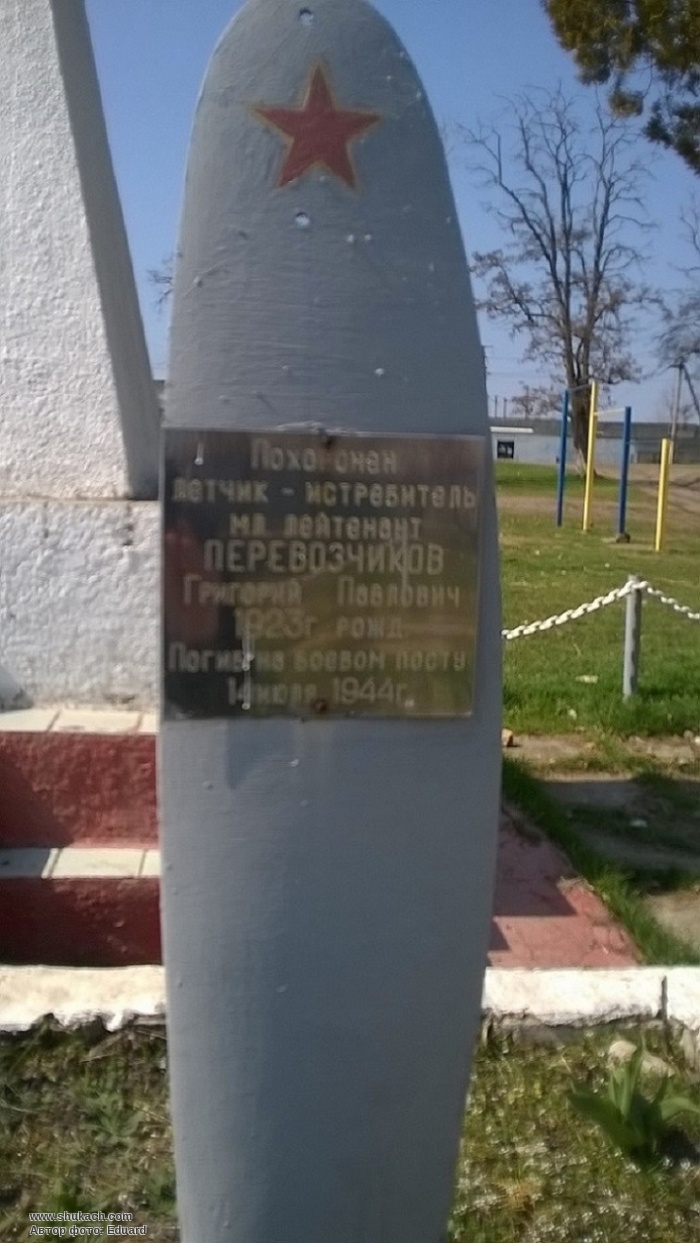 Похоронен
летчик - истребитель
мл. лейтенант
ПЕРЕВОЗЧИКОВ
Григорий Павлович
1923г. рожд.
Погиб на боевом посту
14 июля 1944г.
www.shukach.com
Автор фото: Eduard